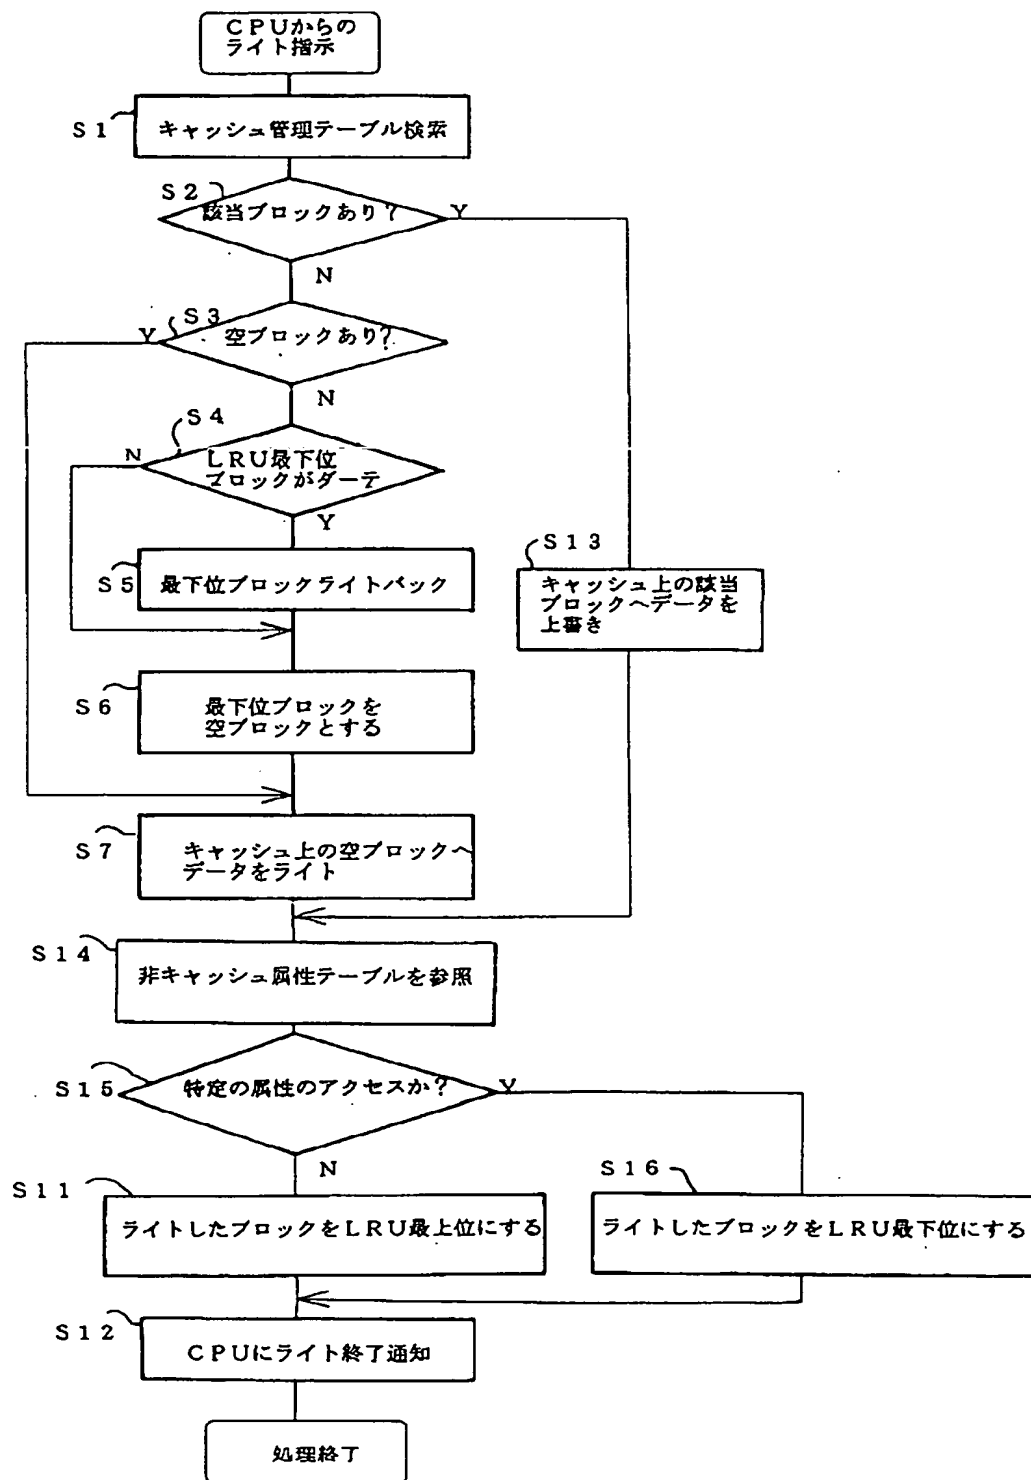 CPUからの
ライト指示
S1
キャッシュ管理テーブル検索
S2
該当ブロックあり?
Y
N
S3
空ブロックあり?
Y
N
S4
LRU最下位
ブロックがダーテ
N
Y
S5
最下位ブロックライトバック
S13
キャッシュ上の該当
ブロックへデータを
上書き
S6
最下位ブロックを
空ブロックとする
S7
キャッシュ上の空ブロックへ
データをライト
S14
非キャッシュ属性テーブルを参照
S15
特定の属性のアクセスか?
Y
N
S11
ライトしたブロックをLRU最上位にする
S16
ライトしたブロックをLRU最下位にする
S12
CPUにライト終了通知
処理終了